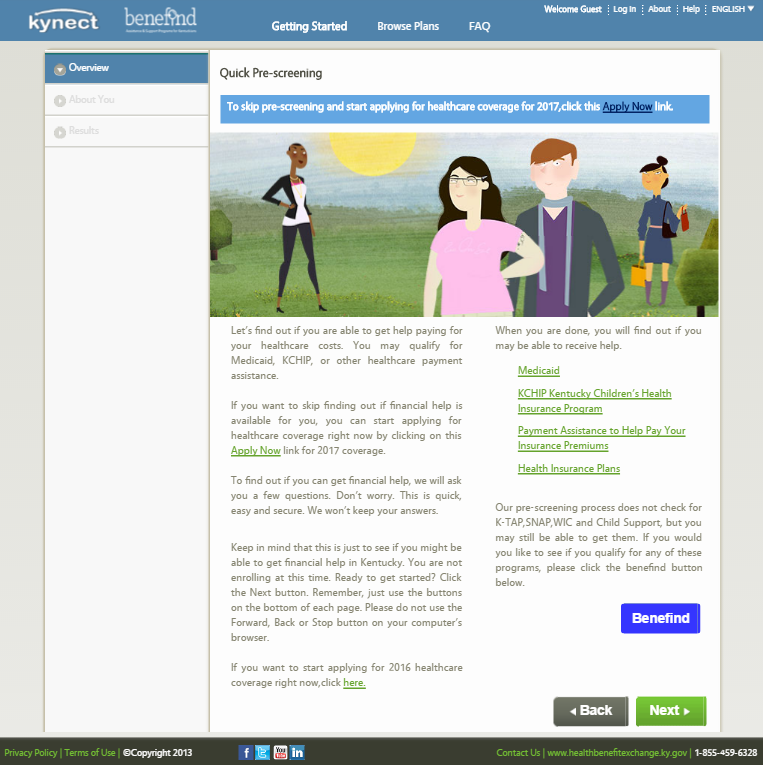 kynect
benefind
Getting Started
Browse Plans
FAQ
Welcome Guest
Log In
About
Help
ENGLISH
Overview
About You
Results
Quick Pre-screening
To skip pre-screening and start applying for healthcare coverage for 2017,click this Apply Now link.
Let's find out if you are able to get help paying for
your healthcare costs. You may qualify for
Medicaid, KCHIP, or other healthcare payment
assistance.
If you want to skip finding out if financial help is
available for you, you can start applying for
healthcare coverage right now by clicking on this
Apply Now link for 2017 coverage.
To find out if you can get financial help, we will ask
you a few questions. Don't worry. This is quick,
easy and secure. We won't keep your answers.
Keep in mind that this is just to see if you might be
able to get financial help in Kentucky. You are not
enrolling at this time. Ready to get started? Click
the Next button. Remember, just use the buttons
on the bottom of each page. Please do not use the
Forward, Back or Stop button on your computer's
browser.
If you want to start applying for 2016 healthcare
coverage right now,click here.
When you are done, you will find out if you
may be able to receive help.
Medicaid
KCHIP Kentucky Children's Health
Insurance Program
Payment Assistance to Help Pay Your
Insurance Premiums
Health Insurance Plans
Our pre-screening process does not check for
K-TAP,SNAP,WIC and Child Support, but you
may still be able to get them. If you would
you like to see if you qualify for any of these
programs, please click the benefind button
below.
Benefind
Back
Next
Privacy Policy | Terms of Use | ©Copyright 2013
f
You
in
Contact Us | www.healthbenefitexchange.ky.gov | 1-855-459-6328